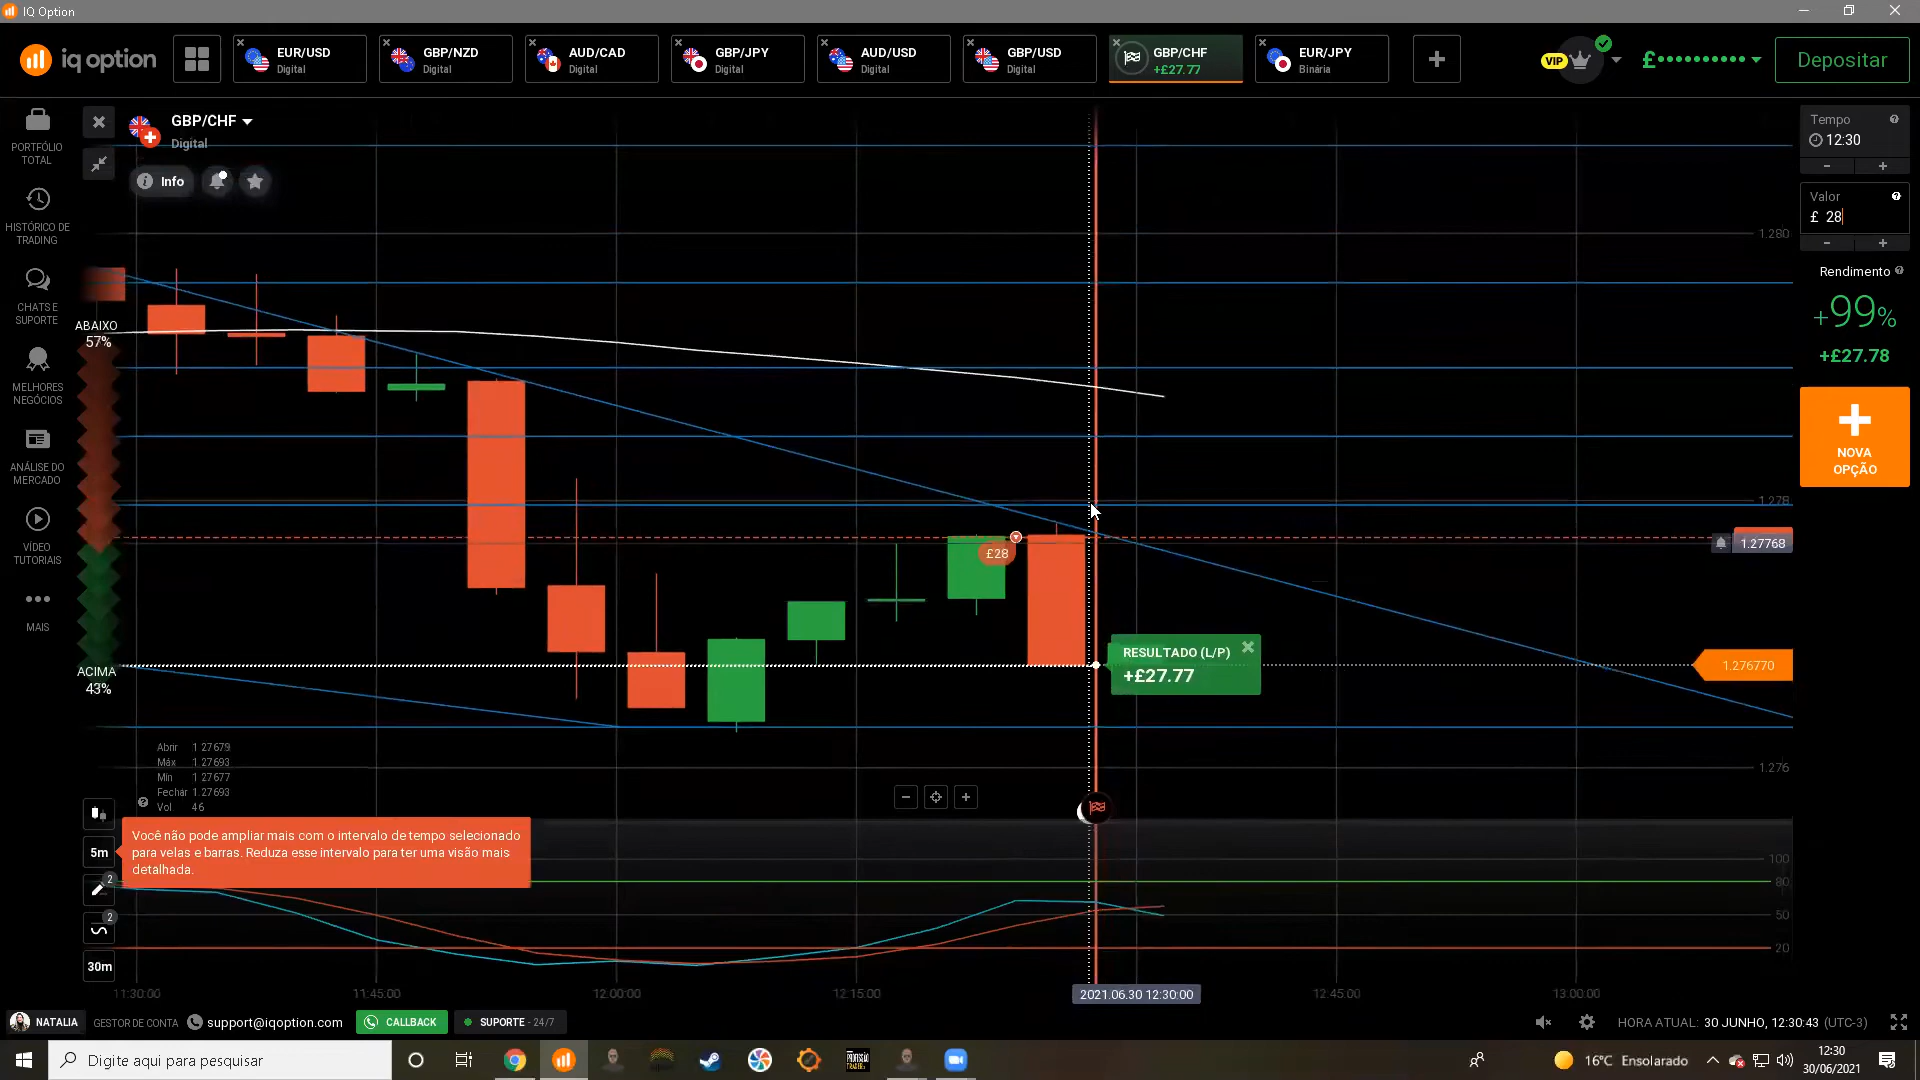 IQ Option
iq option
EUR/USD
Digital
GBP/NZD
Digital
AUD/CAD
Digital
GBP/JPY
Digital
AUD/USD
Digital
GBP/USD
Digital
GBP/CHF
+£27.77
EUR/JPY
Binária
VIP
£
Depositar
PORTFÓLIO
TOTAL
HISTÓRICO DE
TRADING
CHATS E
SUPORTE
MELHORES
NEGÓCIOS
ANÁLISE DO
MERCADO
VÍDEO
TUTORIAIS
MAIS
GBP/CHF
Digital
Info
ABAIXO
57%
ACIMA
43%
1.280
1.278
1.27768
1.276770
1.276
£28
RESULTADO (L/P)
+£27.77
Tempo
12:30
Valor
£ 28
Rendimento
+99%
+£27.78
NOVA
OPÇÃO
Abrir 1.27679
Máx 1.27693
Mín 1.27677
Fechar 1.27693
Vol 46
Você não pode ampliar mais com o intervalo de tempo selecionado
para velas e barras. Reduza esse intervalo para ter uma visão mais
detalhada.
5m
2
2
30m
100
80
50
20
11:30:00
11:45:00
12:00:00
12:15:00
2021.06.30 12:30:00
12:45:00
13:00:00
NATALIA
GESTOR DE CONTA
support@iqoption.com
CALLBACK
SUPORTE - 24/7
HORA ATUAL: 30 JUNHO, 12:30:43 (UTC-3)
Digite aqui para pesquisar
PROFISSÃO
TRADER
16°C Ensolarado
12:30
30/06/2021